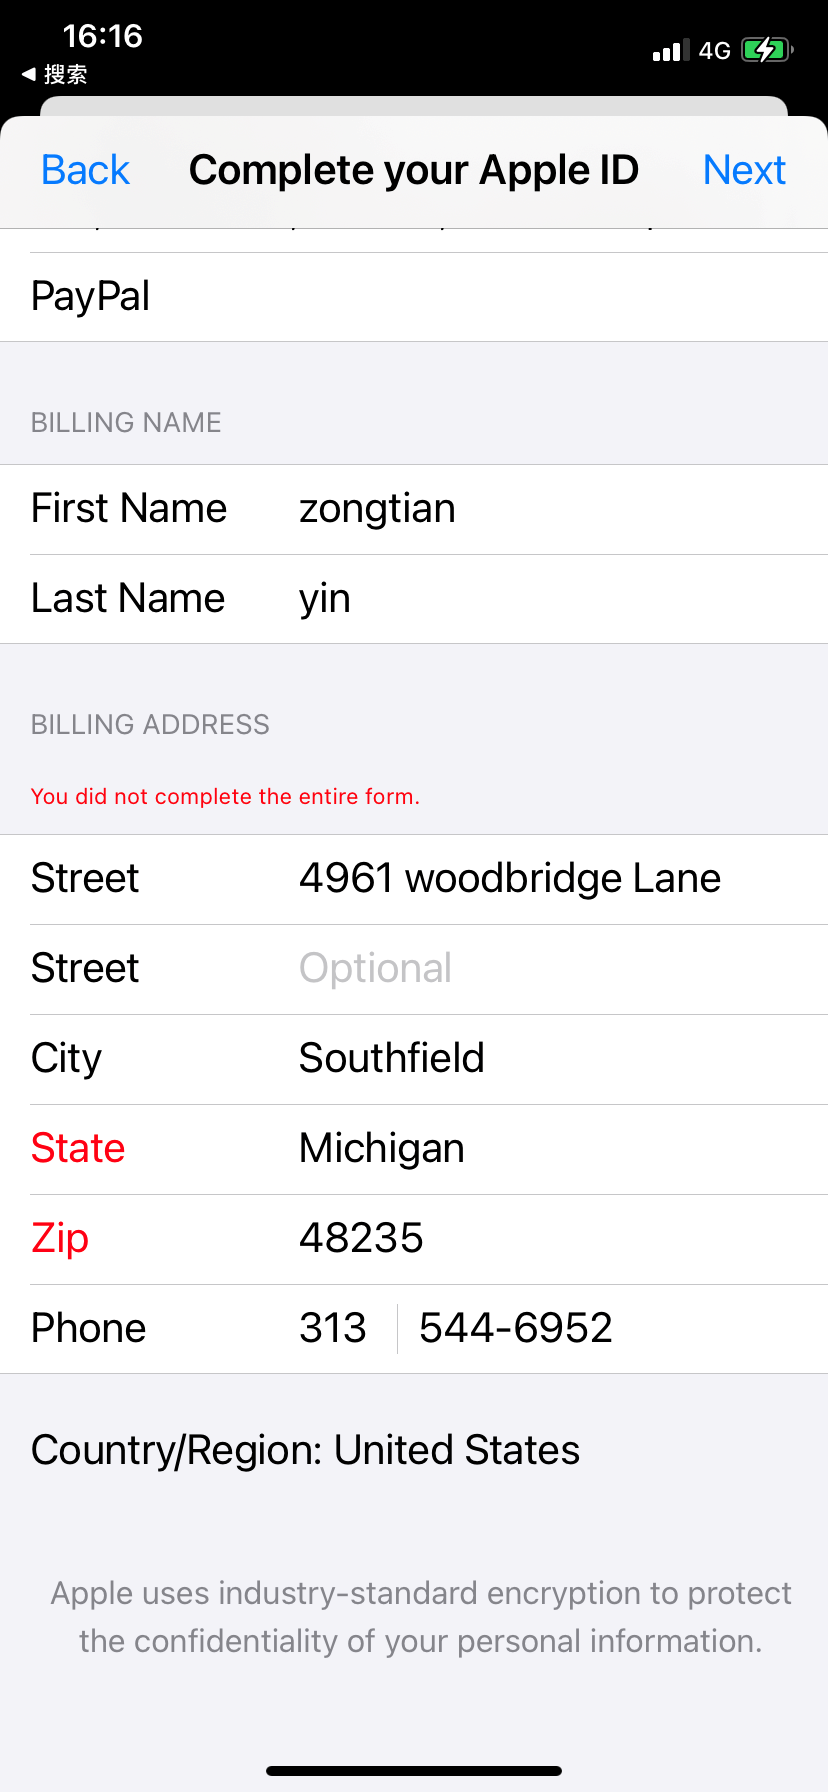 16:16
4G
◀ 搜索
Back Complete your Apple ID Next
PayPal
BILLING NAME
First Name zongtian
Last Name yin
BILLING ADDRESS
You did not complete the entire form.
Street 4961 woodbridge Lane
Street Optional
City Southfield
State Michigan
Zip 48235
Phone 313 544-6952
Country/Region: United States
Apple uses industry-standard encryption to protect
the confidentiality of your personal information.